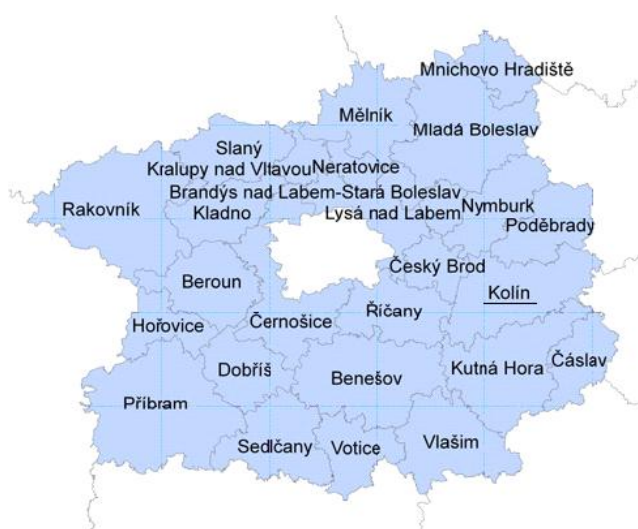 Mnichovo Hradiště
Mělník
Mladá Boleslav
Slaný
Kralupy nad Vltavou
Neratovice
Brandýs nad Labem-Stará Boleslav
Rakovník
Kladno
Lysá nad Labem
Nymburk
Poděbrady
Český Brod
Beroun
Kolín
Hořovice
Černošice
Říčany
Dobříš
Benešov
Kutná Hora
Čáslav
Příbram
Sedlčany
Votice
Vlašim